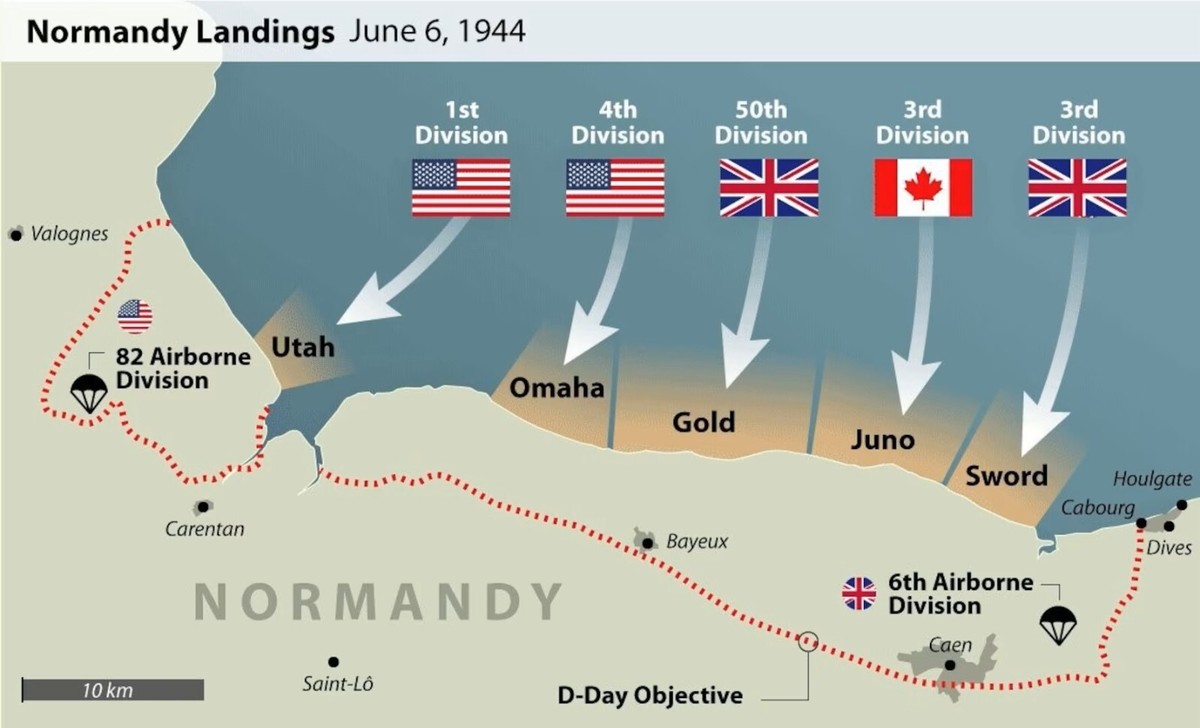 Normandy Landings June 6, 1944
1st
Division
4th
Division
50th
Division
3rd
Division
3rd
Division
Valognes
82 Airborne
Division
Utah
Omaha
Gold
Juno
Sword
Houlgate
Cabourg
Dives
Carentan
Bayeux
NORMANDY
6th Airborne
Division
Caen
Saint-Lô
D-Day Objective
10 km